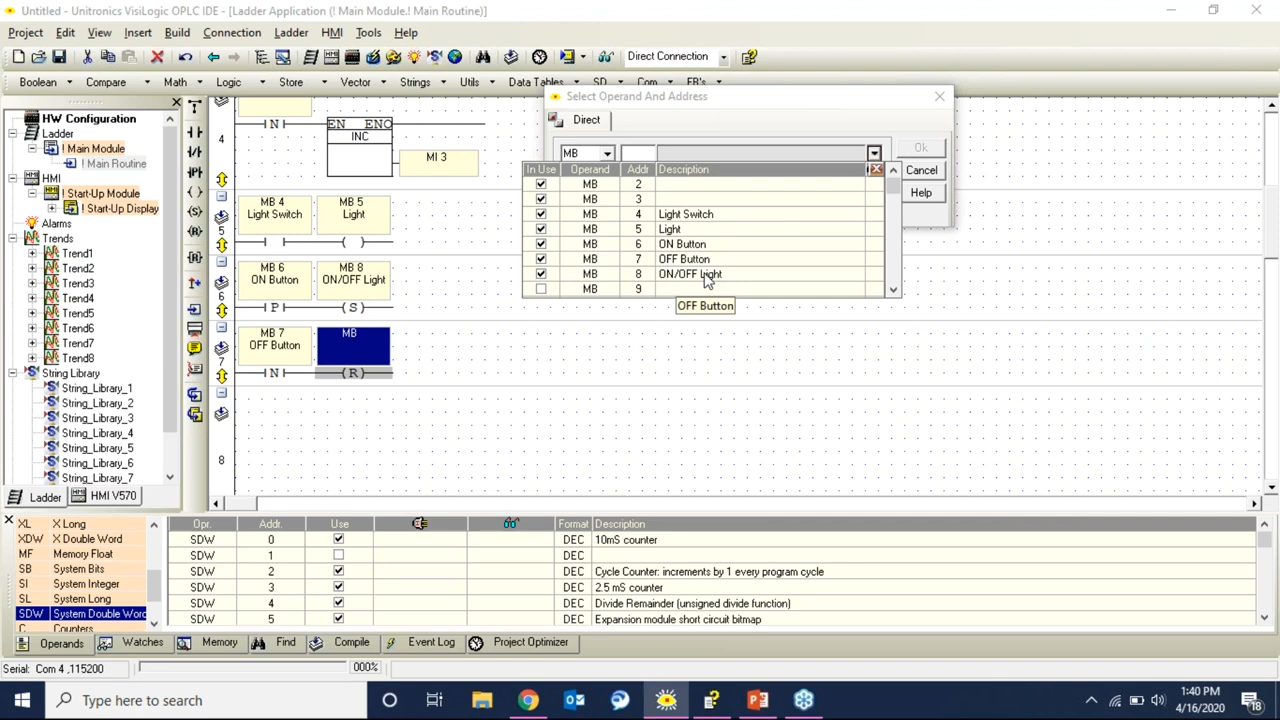 Untitled - Unitronics VisiLogic OPLC IDE - [Ladder Application (! Main Module.! Main Routine)]
Project Edit View Insert Build Connection Ladder HMI Tools Help
Direct Connection
Boolean Compare Math Logic Store Vector Strings Utils Data Tables SD Com FB's
HW Configuration
Ladder
! Main Module
! Main Routine
HMI
! Start-Up Module
! Start-Up Display
Alarms
Trends
Trend1
Trend2
Trend3
Trend4
Trend5
Trend6
Trend7
Trend8
String Library
String_Library_1
String_Library_2
String_Library_3
String_Library_4
String_Library_5
String_Library_6
String_Library_7
Ladder HMI V570
4
N
EN ENO
INC
MI 3
MB 4
Light Switch
MB 5
Light
5
MB 6
ON Button
MB 8
ON/OFF Light
6
P (S)
MB 7
OFF Button
MB
7
N (R)
8
Select Operand And Address
Direct
MB
Ok
Cancel
Help
In Use Operand Addr Description
MB 2
MB 3
MB 4 Light Switch
MB 5 Light
MB 6 ON Button
MB 7 OFF Button
MB 8 ON/OFF Light
MB 9
OFF Button
XL X Long
XDW X Double Word
MF Memory Float
SB System Bits
SI System Integer
SL System Long
SDW System Double Word
C Counters
Opr. Addr. Use Format Description
SDW 0 DEC 10mS counter
SDW 1 DEC
SDW 2 DEC Cycle Counter: increments by 1 every program cycle
SDW 3 DEC 2.5 mS counter
SDW 4 DEC Divide Remainder (unsigned divide function)
SDW 5 DEC Expansion module short circuit bitmap
Operands Watches Memory Find Compile Event Log Project Optimizer
Serial: Com 4 ,115200 000%
Type here to search
1:40 PM
4/16/2020
18